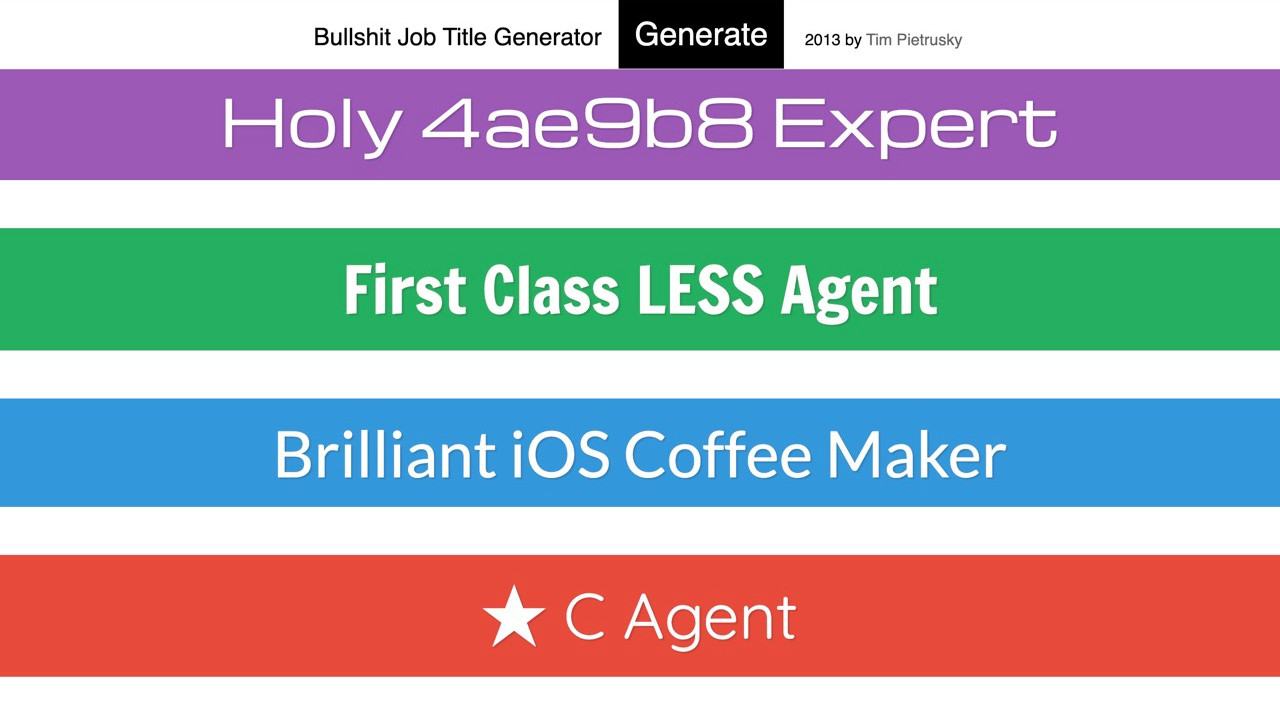 Bullshit Job Title Generator Generate 2013 by Tim Pietrusky
Holy 4ae9b8 Expert
First Class LESS Agent
Brilliant iOS Coffee Maker
★ C Agent